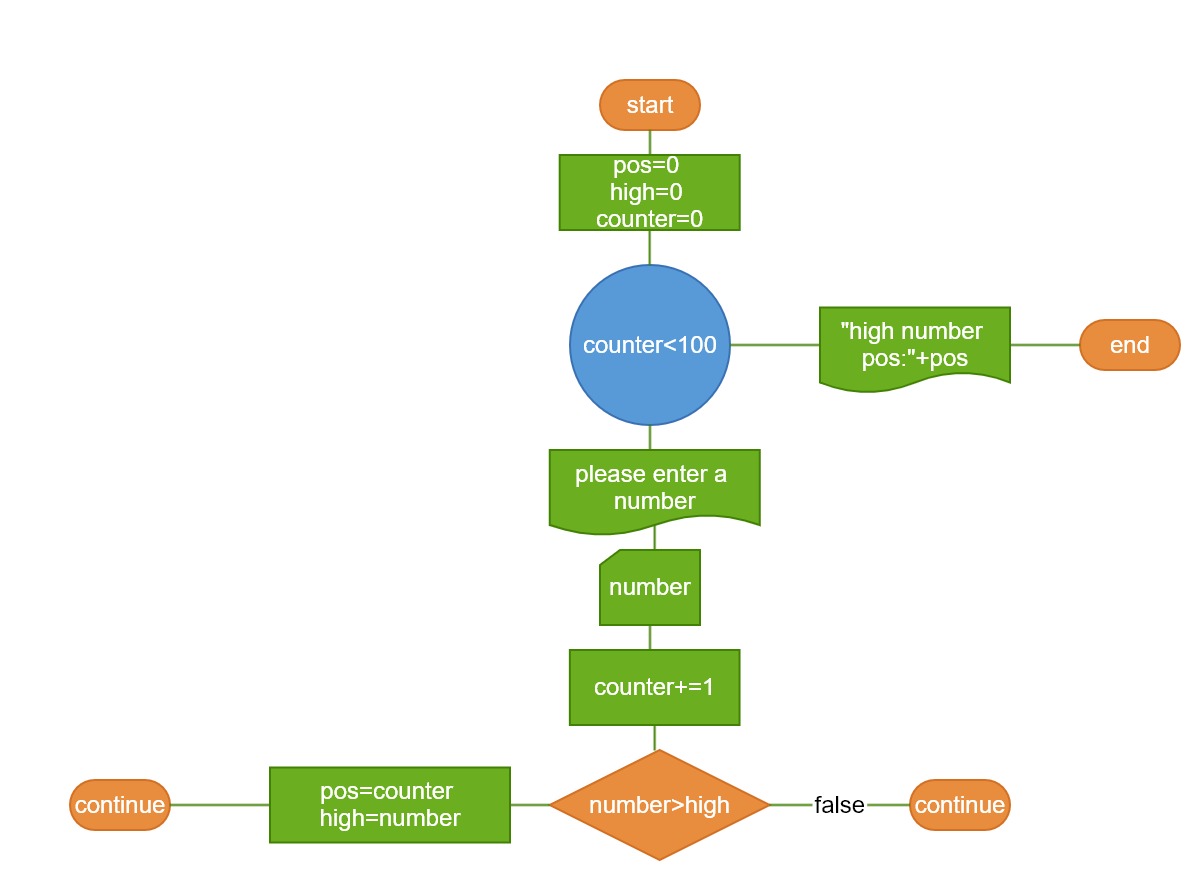 start
pos=0
high=0
counter=0
counter<100
"high number
pos:"+pos
end
please enter a
number
number
counter+=1
continue
pos=counter
high=number
number>high
false
continue